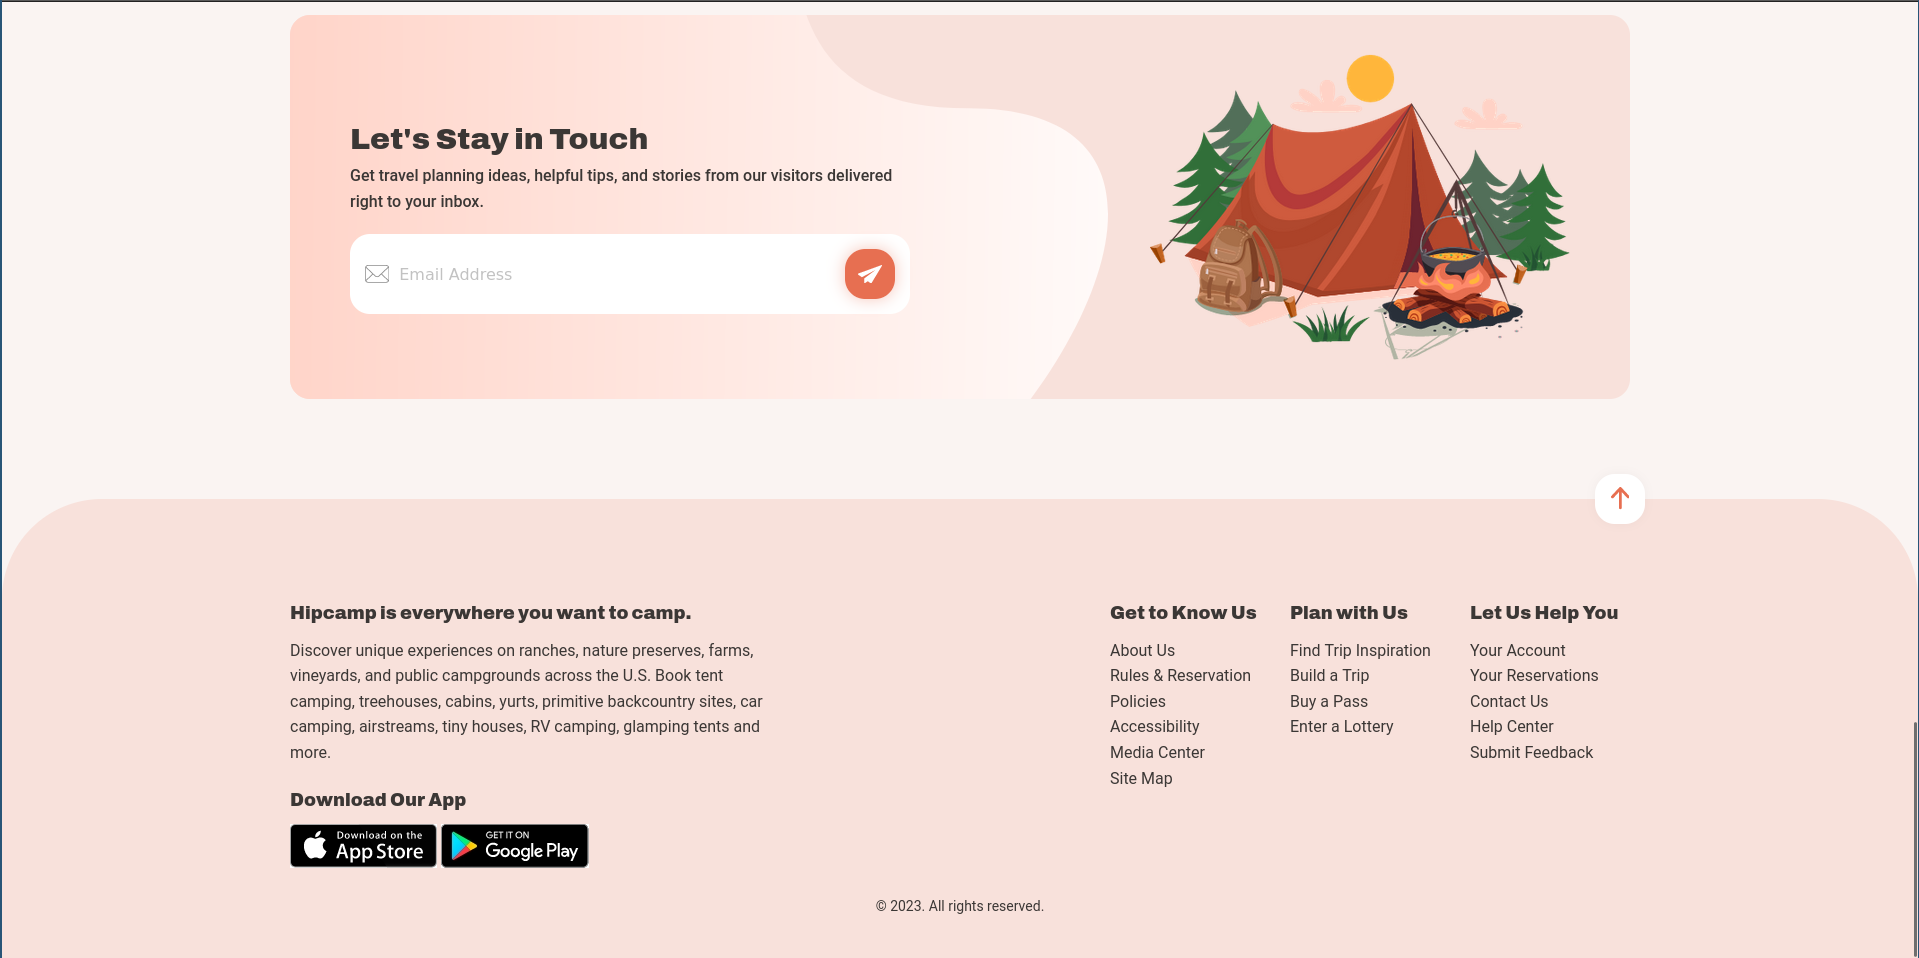 Let's Stay in Touch
Get travel planning ideas, helpful tips, and stories from our visitors delivered
right to your inbox.
Email Address
Hipcamp is everywhere you want to camp.
Discover unique experiences on ranches, nature preserves, farms,
vineyards, and public campgrounds across the U.S. Book tent
camping, treehouses, cabins, yurts, primitive backcountry sites, car
camping, airstreams, tiny houses, RV camping, glamping tents and
more.
Download Our App
Download on the
App Store
GET IT ON
Google Play
Get to Know Us
About Us
Rules & Reservation
Policies
Accessibility
Media Center
Site Map
Plan with Us
Find Trip Inspiration
Build a Trip
Buy a Pass
Enter a Lottery
Let Us Help You
Your Account
Your Reservations
Contact Us
Help Center
Submit Feedback
© 2023. All rights reserved.